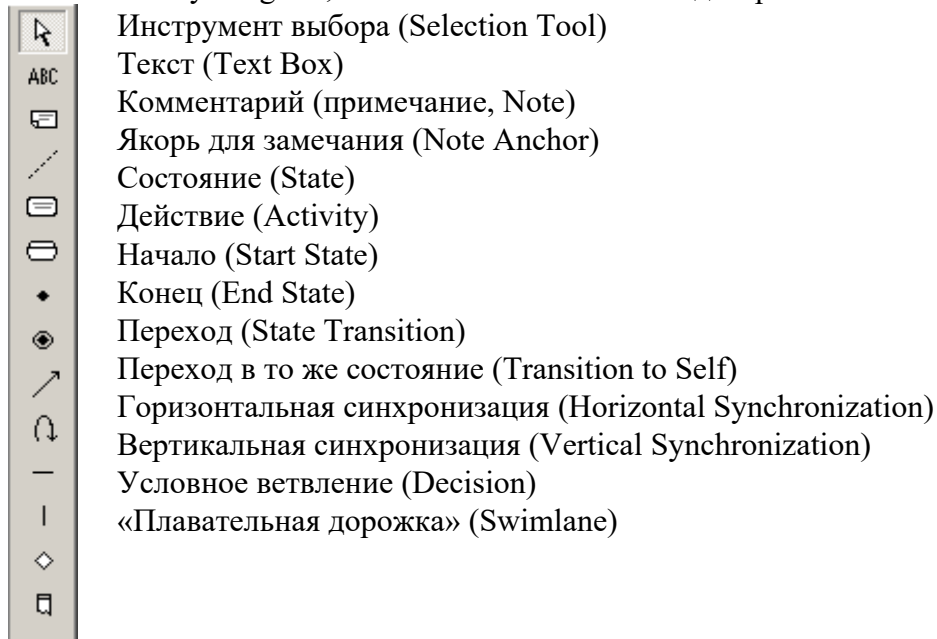 Инструмент выбора (Selection Tool)
ABC
Текст (Text Box)
Комментарий (примечание, Note)
Якорь для замечания (Note Anchor)
Состояние (State)
Действие (Activity)
Начало (Start State)
Конец (End State)
Переход (State Transition)
Переход в то же состояние (Transition to Self)
Горизонтальная синхронизация (Horizontal Synchronization)
Вертикальная синхронизация (Vertical Synchronization)
Условное ветвление (Decision)
«Плавательная дорожка» (Swimlane)